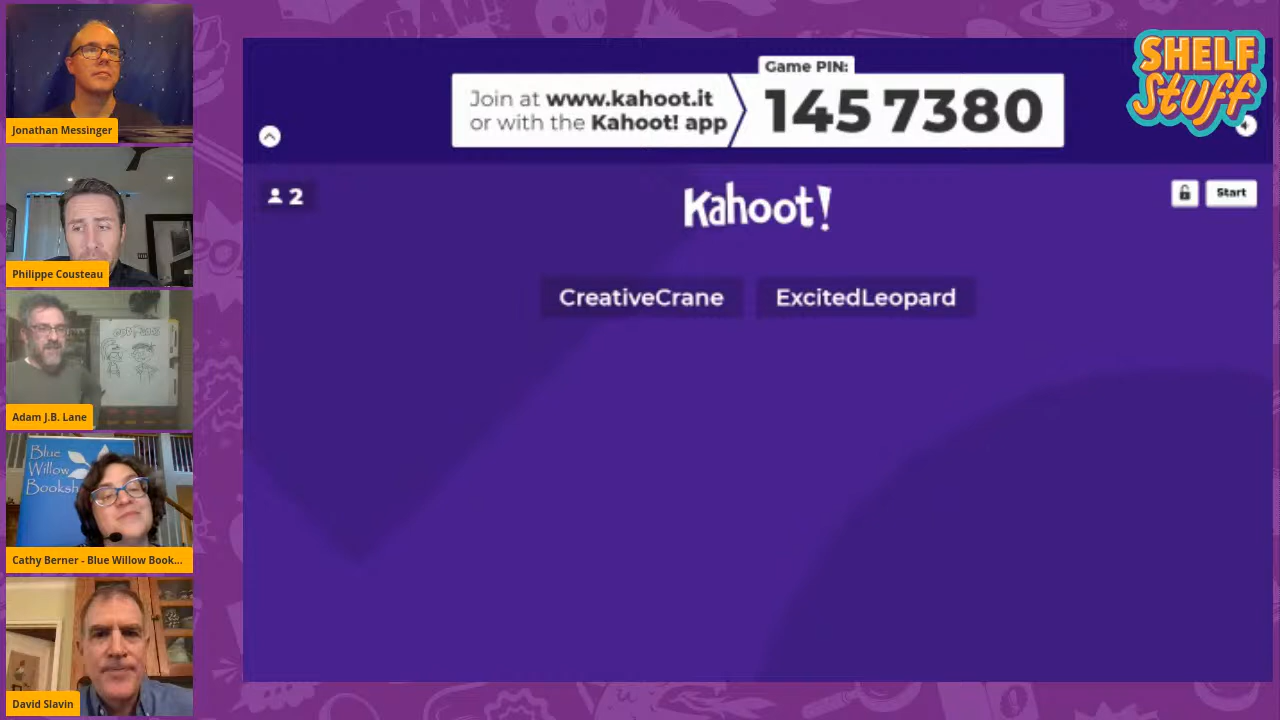 Jonathan Messinger
Philippe Cousteau
Adam J.B. Lane
Blue
Willow
Booksh
Cathy Berner - Blue Willow Book...
David Slavin
Game PIN:
Join at www.kahoot.it
or with the Kahoot! app
145 7380
SHELF
STUFF
2
Kahoot!
Start
CreativeCrane
ExcitedLeopard